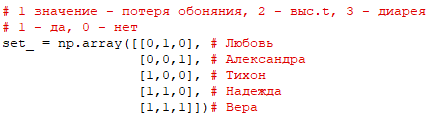 # 1 значение – потеря обоняния, 2 – выс.t, 3 – диарея
# 1 – да, 0 – нет
set_ = np.array([[0,1,0], # Любовь
[0,0,1], # Александра
[1,0,0], # Тихон
[1,1,0], # Надежда
[1,1,1]])# Вера